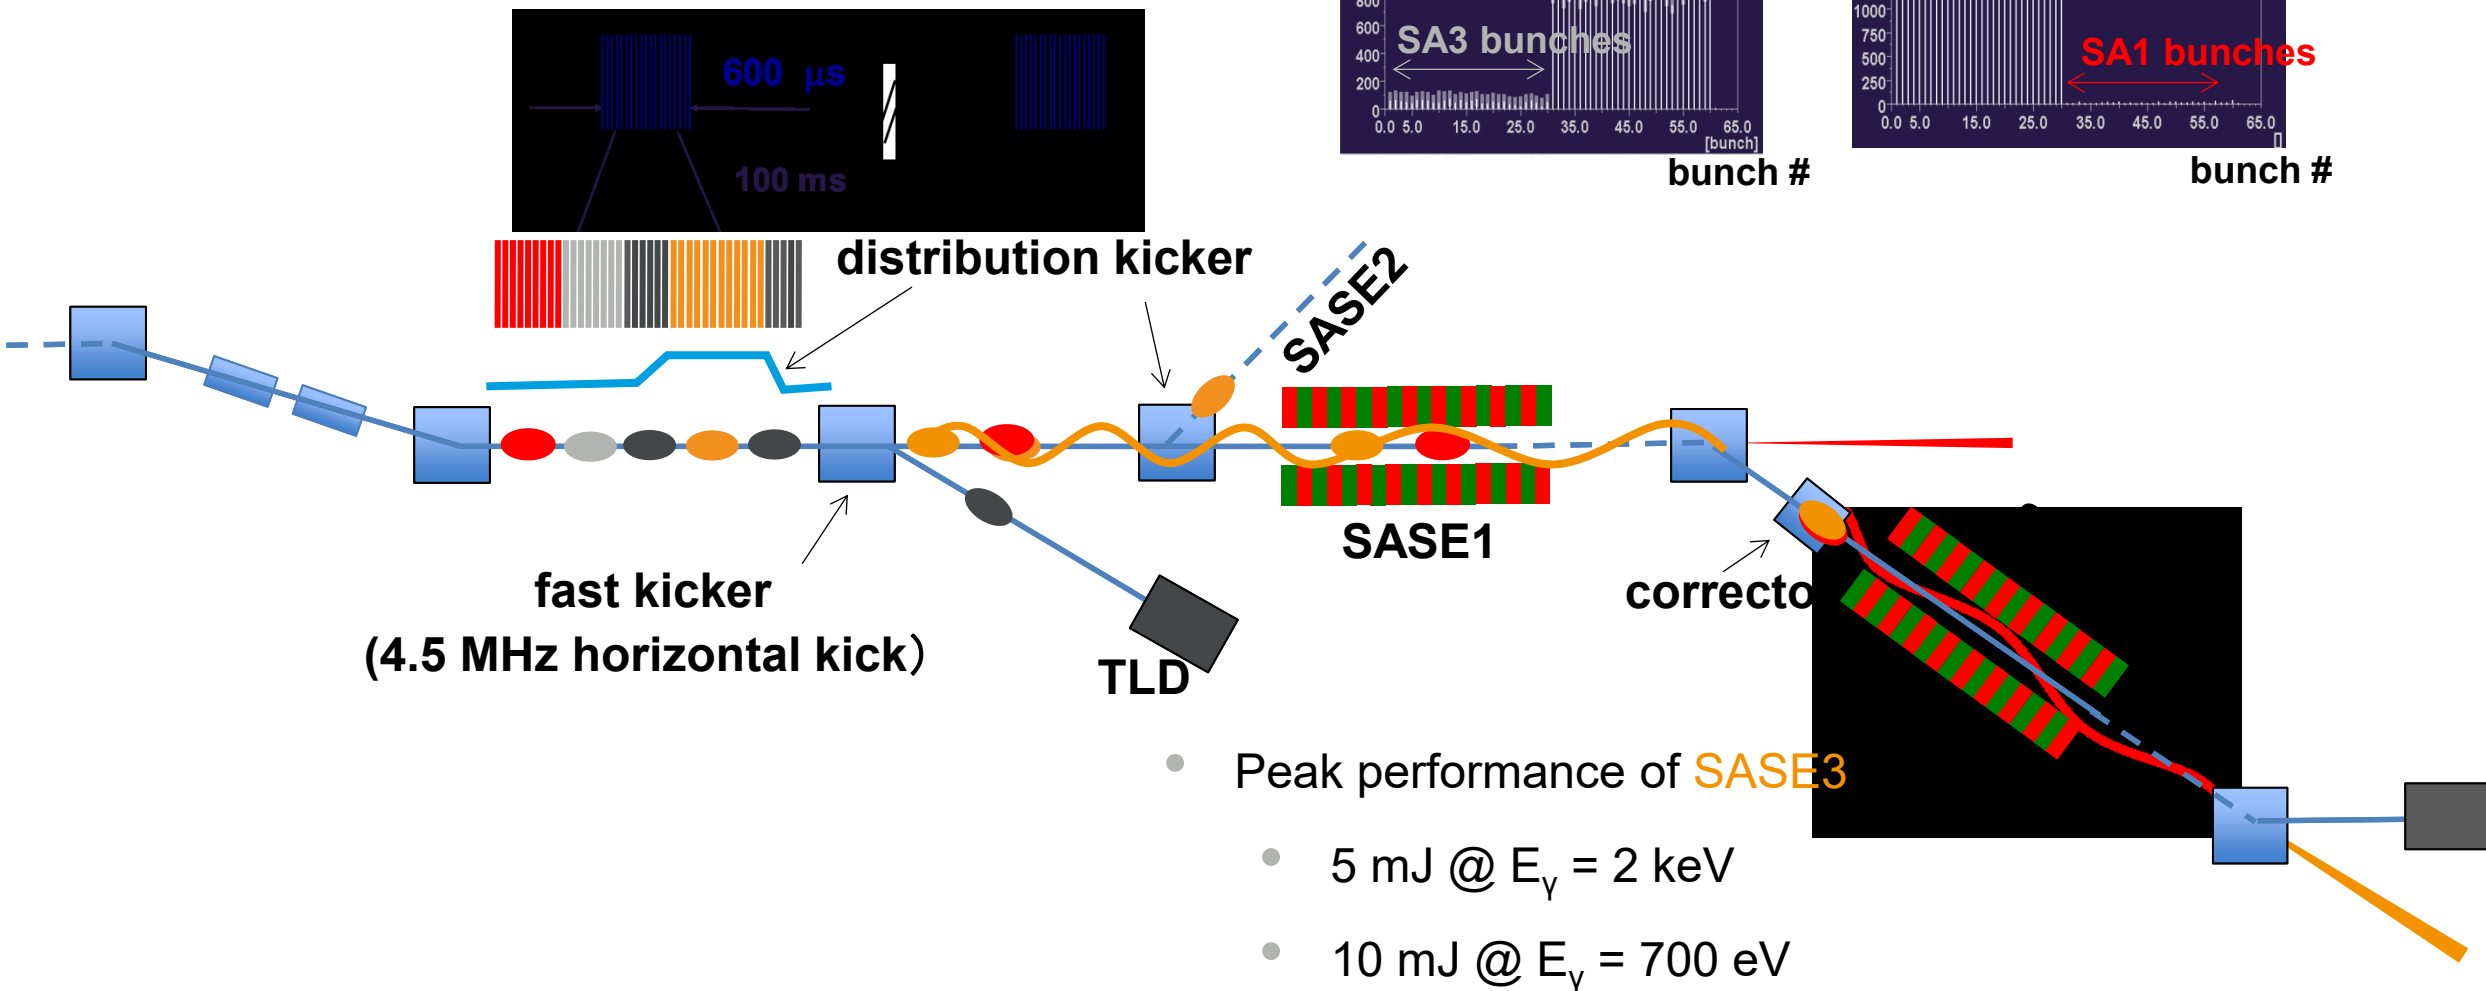 800
600
400
200
0
SA3 bunches
0.0 5.0 15.0 25.0 35.0 45.0 55.0 65.0
[bunch]
bunch #
1000
750
500
250
0
SA1 bunches
0.0 5.0 15.0 25.0 35.0 45.0 55.0 65.0
bunch #
600 μs
100 ms
distribution kicker
SASE2
SASE1
fast kicker
(4.5 MHz horizontal kick）
TLD
correcto
Peak performance of SASE3
5 mJ @ Eγ = 2 keV
10 mJ @ Eγ = 700 eV